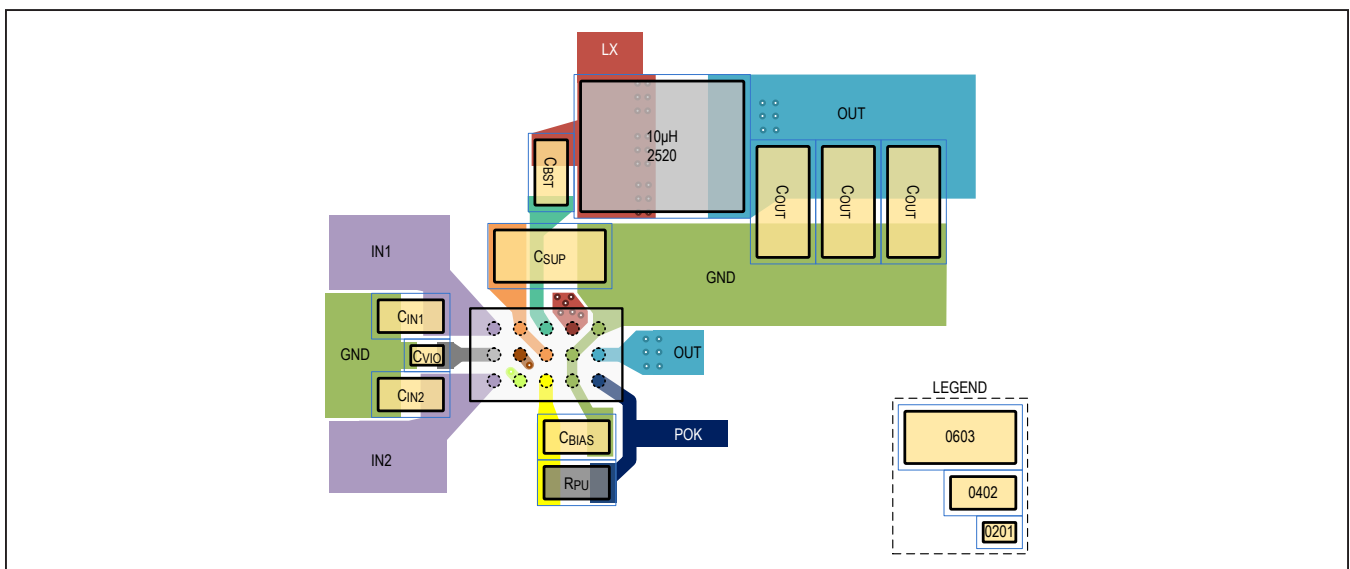 LX
10µH
2520
OUT
CBST
COUT
COUT
COUT
IN1
CSUP
GND
CIN1
GND
CVIO
OUT
CIN2
LEGEND
IN2
CBIAS
POK
0603
RPU
0402
0201